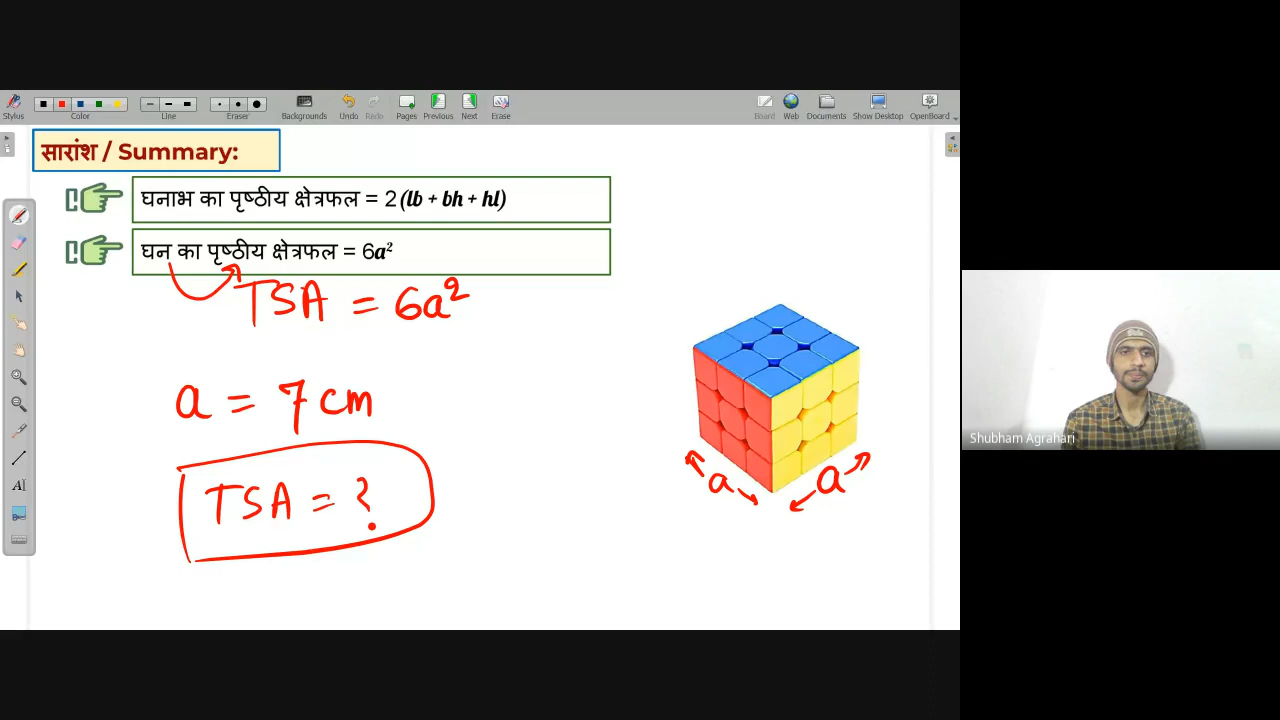 Stylus Color Line Eraser Backgrounds Undo Redo Pages Previous Next Erase Board Web Documents Show Desktop OpenBoard
सारांश / Summary:
घनाभ का पृष्ठीय क्षेत्रफल = 2(lb + bh + hl)
घन का पृष्ठीय क्षेत्रफल = 6a²
TSA = 6a²
a = 7 cm
TSA = ?
a a
Shubham Agrahari